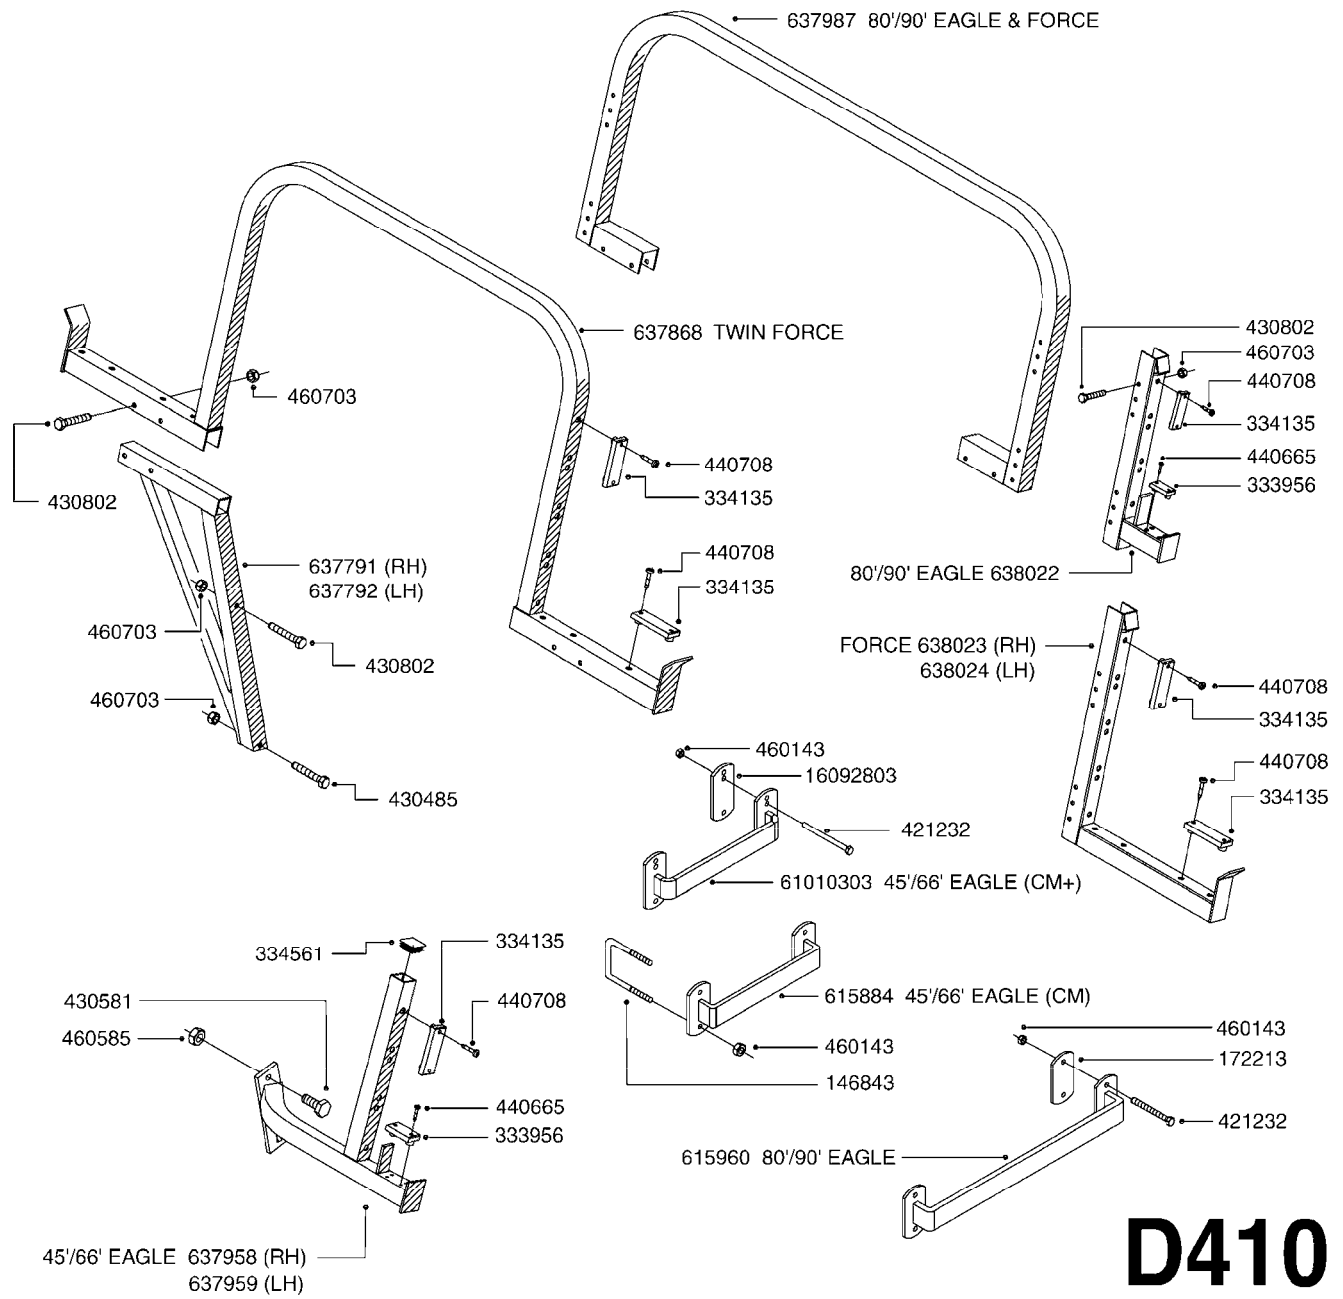 637987 80'/90' EAGLE & FORCE
637868 TWIN FORCE
460703
430802
430802
460703
440708
334135
440665
333956
440708
334135
440708
334135
637791 (RH)
637792 (LH)
460703
430802
460703
430485
80'/90' EAGLE 638022
FORCE 638023 (RH)
638024 (LH)
440708
334135
440708
334135
460143
16092803
421232
61010303 45'/66' EAGLE (CM+)
334561
334135
430581
440708
460585
440665
333956
615884 45'/66' EAGLE (CM)
460143
146843
460143
172213
421232
615960 80'/90' EAGLE
45'/66' EAGLE 637958 (RH)
637959 (LH)
D410